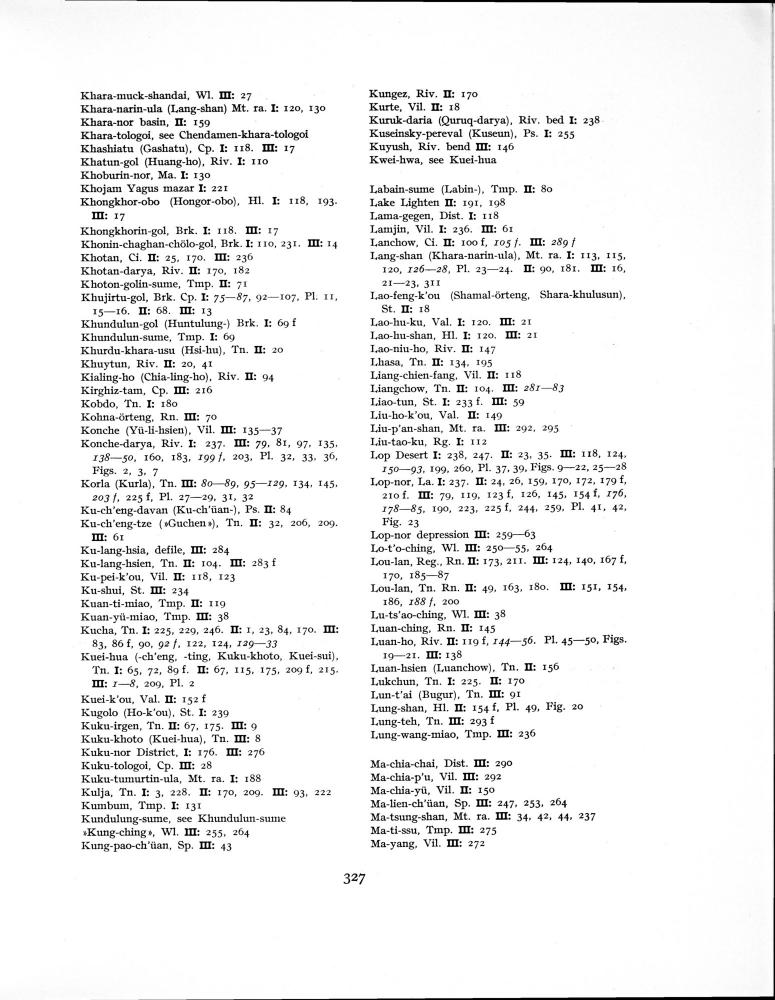 Khara-muck-shandai, Wl. III: 27
Khara-narin-ula (Lang-shan) Mt. ra. I: 120, 130
Khara-nor basin, II: 159
Khara-tologoi, see Chendamen-khara-tologoi
Khashiatu (Gashatu), Cp. I: 118. III: 17
Khatun-gol (Huang-ho), Riv. I: 110
Khoburin-nor, Ma. I: 130
Khojam Yagus mazar I: 221
Khongkhor-obo (Hongor-obo), Hl. I: 118, 193.
III: 17
Khongkhorin-gol, Brk. I: 118. III: 17
Khonin-chaghan-chölo-gol, Brk. I: 110, 231. III: 14
Khotan, Ci. II: 25, 170. III: 236
Khotan-darya, Riv. II: 170, 182
Khoton-golin-sume, Tmp. II: 71
Khujirtu-gol, Brk. Cp. I: 75—87, 92—107, Pl. 11,
15—16. II: 68. III: 13
Khundulun-gol (Huntulung-) Brk. I: 69 f
Khundulun-sume, Tmp. I: 69
Khurdu-khara-usu (Hsi-hu), Tn. II: 20
Khuytun, Riv. II: 20, 41
Kialing-ho (Chia-ling-ho), Riv. II: 94
Kirghiz-tam, Cp. III: 216
Kobdo, Tn. I: 180
Kohna-örteng, Rn. III: 70
Konche (Yü-li-hsien), Vil. III: 135—37
Konche-darya, Riv. I: 237. III: 79, 81, 97, 135,
138—50, 160, 183, 199 f, 203, Pl. 32, 33, 36,
Figs. 2, 3, 7
Korla (Kurla), Tn. III: 80—89, 95—129, 134, 145,
203 f, 225 f, Pl. 27—29, 31, 32
Ku-ch'eng-davan (Ku-ch'üan-), Ps. II: 84
Ku-ch'eng-tze (»Guchen»), Tn. II: 32, 206, 209.
III: 61
Ku-lang-hsia, defile, III: 284
Ku-lang-hsien, Tn. II: 104. III: 283 f
Ku-pei-k'ou, Vil. II: 118, 123
Ku-shui, St. III: 234
Kuan-ti-miao, Tmp. II: 119
Kuan-yü-miao, Tmp. III: 38
Kucha, Tn. I: 225, 229, 246. II: 1, 23, 84, 170. III:
83, 86 f, 90, 92 f, 122, 124, 129—33
Kuei-hua (-ch'eng, -ting, Kuku-khoto, Kuei-sui),
Tn. I: 65, 72, 89 f. II: 67, 115, 175, 209 f, 215.
III: 1—8, 209, Pl. 2
Kuei-k'ou, Val. II: 152 f
Kugolo (Ho-k'ou), St. I: 239
Kuku-irgen, Tn. II: 67, 175. III: 9
Kuku-khoto (Kuei-hua), Tn. III: 8
Kuku-nor District, I: 176. III: 276
Kuku-tologoi, Cp. III: 28
Kuku-tumurtin-ula, Mt. ra. I: 188
Kulja, Tn. I: 3, 228. II: 170, 209. III: 93, 222
Kumbum, Tmp. I: 131
Kundulung-sume, see Khundulun-sume
»Kung-ching», Wl. III: 255, 264
Kung-pao-ch'üan, Sp. III: 43
Kungez, Riv. II: 170
Kurte, Vil. II: 18
Kuruk-daria (Quruq-darya), Riv. bed I: 238
Kuseinsky-pereval (Kuseun), Ps. I: 255
Kuyush, Riv. bend III: 146
Kwei-hwa, see Kuei-hua
Labain-sume (Labin-), Tmp. II: 80
Lake Lighten II: 191, 198
Lama-gegen, Dist. I: 118
Lamjin, Vil. I: 236. III: 61
Lanchow, Ci. II: 100 f, 105 f. III: 289 f
Lang-shan (Khara-narin-ula), Mt. ra. I: 113, 115,
120, 126—28, Pl. 23—24. II: 90, 181. III: 16,
21—23, 311
Lao-feng-k'ou (Shamal-örteng, Shara-khulusun),
St. II: 18
Lao-hu-ku, Val. I: 120. III: 21
Lao-hu-shan, Hl. I: 120. III: 21
Lao-niu-ho, Riv. II: 147
Lhasa, Tn. II: 134, 195
Liang-chien-fang, Vil. II: 118
Liangchow, Tn. II: 104. III: 281—83
Liao-tun, St. I: 233 f. III: 59
Liu-ho-k'ou, Val. II: 149
Liu-p'an-shan, Mt. ra. III: 292, 295
Liu-tao-ku, Rg. I: 112
Lop Desert I: 238, 247. II: 23, 35. III: 118, 124,
150—93, 199, 260, Pl. 37, 39, Figs. 9—22, 25—28
Lop-nor, La. I: 237. II: 24, 26, 159, 170, 172, 179 f,
210 f. III: 79, 119, 123 f, 126, 145, 154 f, 176,
178—85, 190, 223, 225 f, 244, 259, Pl. 41, 42,
Fig. 23
Lop-nor depression III: 259—63
Lo-t'o-ching, Wl. III: 250—55, 264
Lou-lan, Reg., Rn. II: 173, 211. III: 124, 140, 167 f,
170, 185—87
Lou-lan, Tn. Rn. II: 49, 163, 180. III: 151, 154,
186, 188 f, 200
Lu-ts'ao-ching, Wl. III: 38
Luan-ching, Rn. II: 145
Luan-ho, Riv. II: 119 f, 144—56. Pl. 45—50, Figs.
19—21. III: 138
Luan-hsien (Luanchow), Tn. II: 156
Lukchun, Tn. I: 225. II: 170
Lun-t'ai (Bugur), Tn. III: 91
Lung-shan, Hl. II: 154 f, Pl. 49, Fig. 20
Lung-teh, Tn. III: 293 f
Lung-wang-miao, Tmp. III: 236
Ma-chia-chai, Dist. III: 290
Ma-chia-p'u, Vil. III: 292
Ma-chia-yü, Vil. II: 150
Ma-lien-ch'üan, Sp. III: 247, 253, 264
Ma-tsung-shan, Mt. ra. III: 34, 42, 44, 237
Ma-ti-ssu, Tmp. III: 275
Ma-yang, Vil. III: 272
327